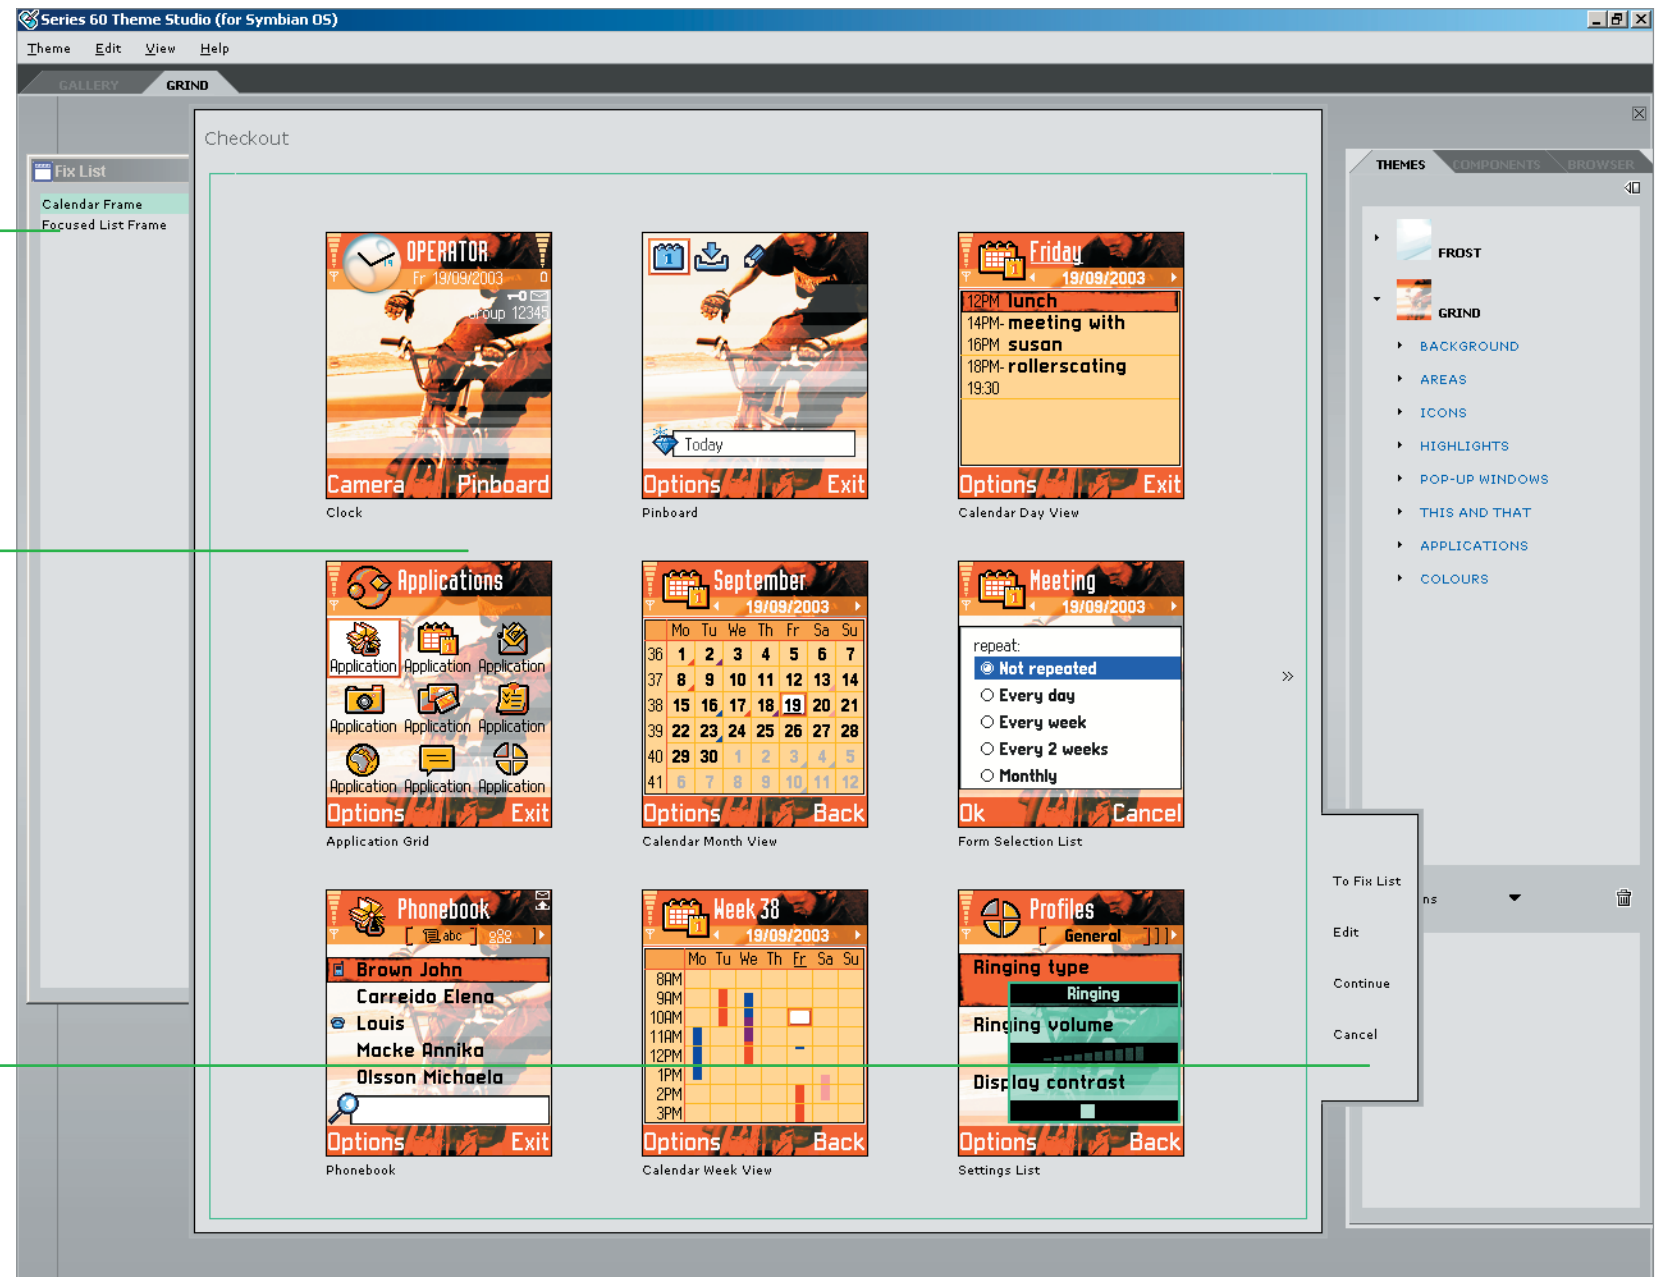 Series 60 Theme Studio (for Symbian OS)
Theme Edit View Help
GALLERY GRIND
Checkout
Fix List
Calendar Frame
Focused List Frame
OPERATOR
Fr 19/09/2003
Group 12345
Camera Pinboard
Clock
1
Today
Options Exit
Pinboard
Friday
1
19/09/2003
12PM lunch
14PM- meeting with
16PM susan
18PM- rollerscating
19:30
Options Exit
Calendar Day View
Applications
Application Application Application
Application Application Application
Application Application Application
Options Exit
Application Grid
September
1
19/09/2003
Mo Tu We Th Fr Sa Su
36 1 2 3 4 5 6 7
37 8 9 10 11 12 13 14
38 15 16 17 18 19 20 21
39 22 23 24 25 26 27 28
40 29 30 1 2 3 4 5
41 6 7 8 9 10 11 12
Options Back
Calendar Month View
Meeting
1
19/09/2003
repeat:
Not repeated
Every day
Every week
Every 2 weeks
Monthly
Ok Cancel
Form Selection List
»
Phonebook
[ abc ]
Brown John
Carreido Elena
Louis
Macke Annika
Olsson Michaela
Options Exit
Phonebook
Week 38
1
19/09/2003
Mo Tu We Th Fr Sa Su
8AM
9AM
10AM
11AM
12PM
1PM
2PM
3PM
Options Back
Calendar Week View
Profiles
[ General ]]]
Ringing type
Ringing
Ringing volume
Display contrast
Options Back
Settings List
To Fix List
Edit
Continue
Cancel
THEMES COMPONENTS BROWSER
FROST
GRIND
BACKGROUND
AREAS
ICONS
HIGHLIGHTS
POP-UP WINDOWS
THIS AND THAT
APPLICATIONS
COLOURS
ns